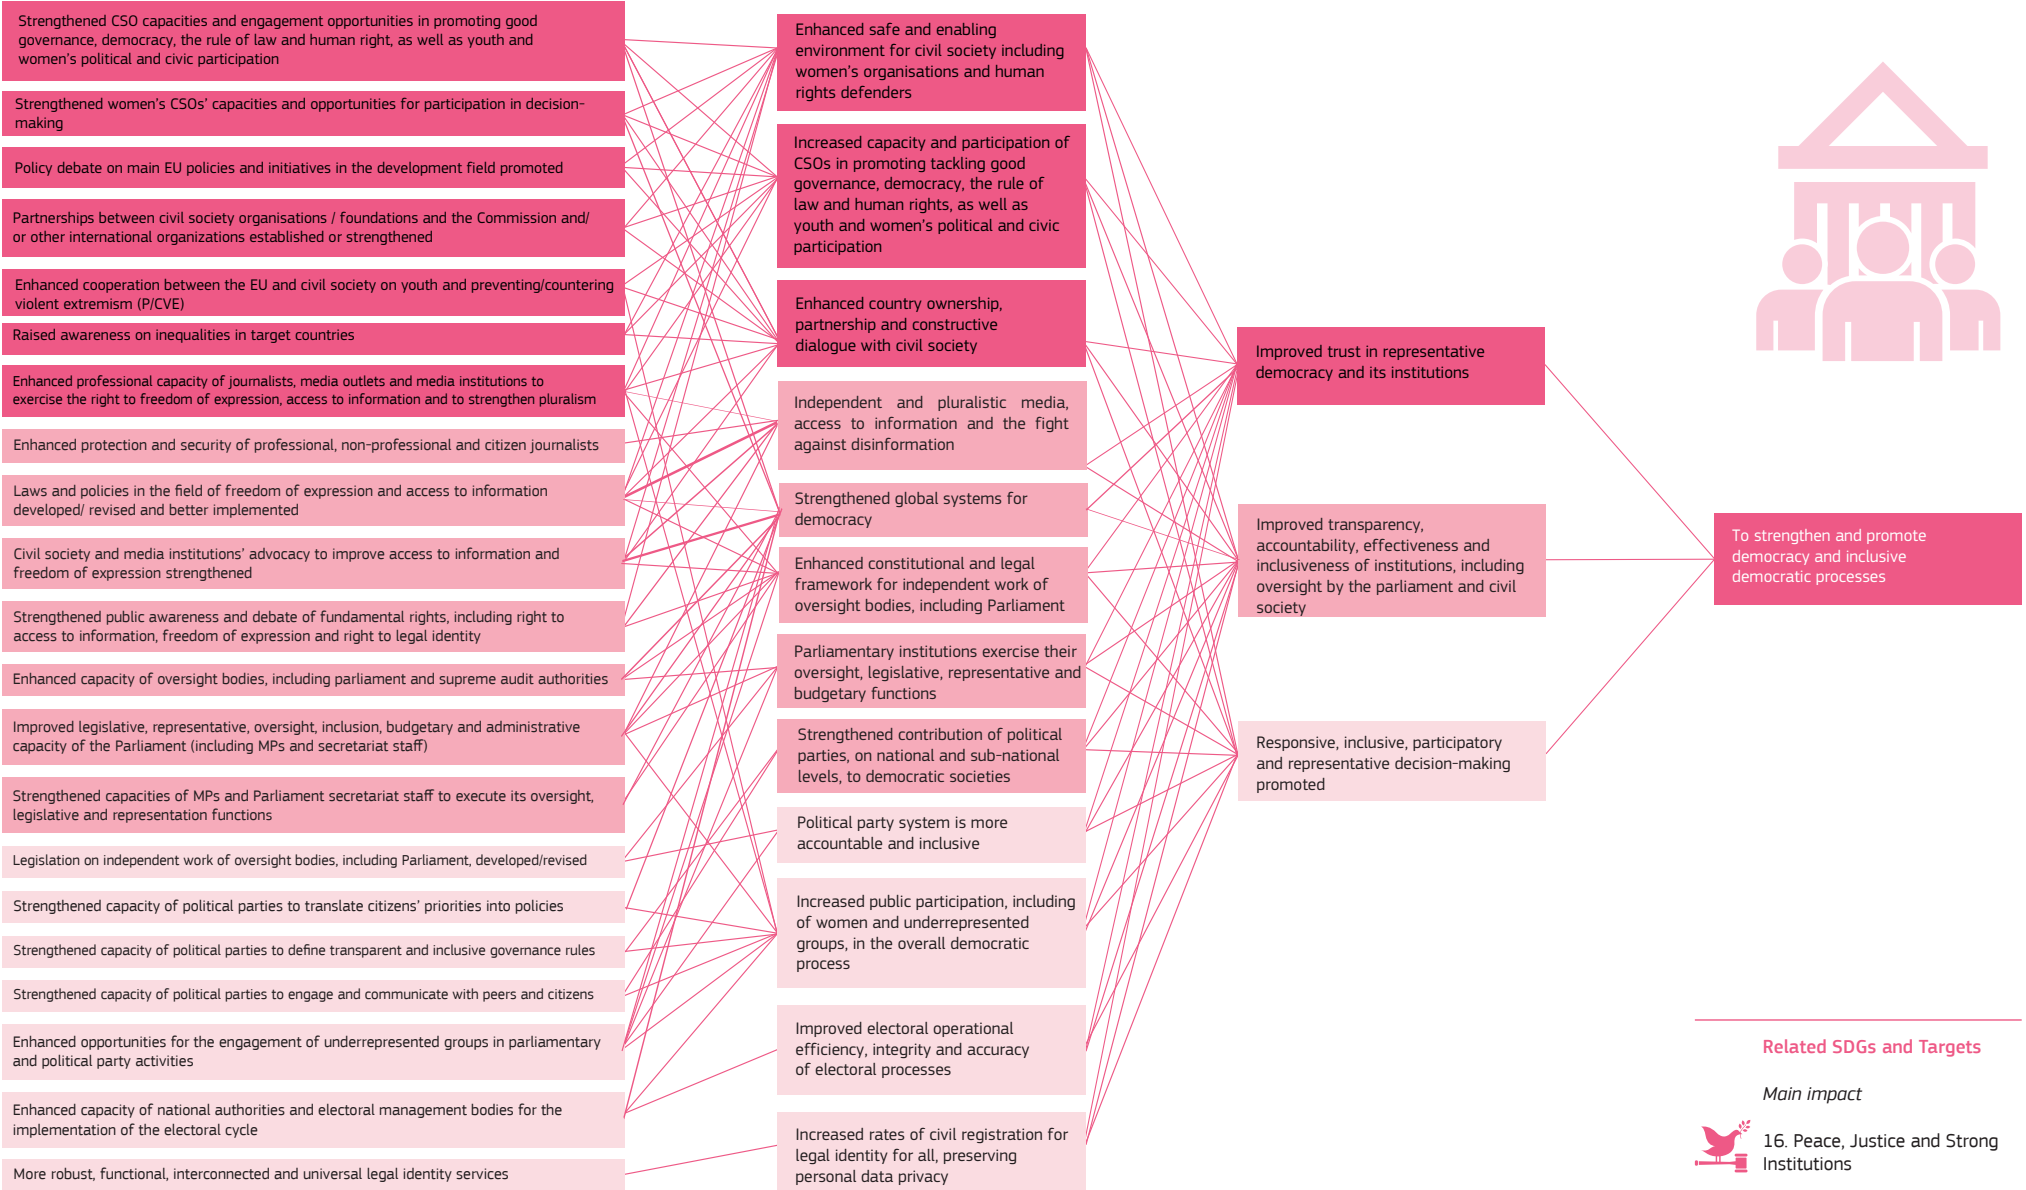 Strengthened CSO capacities and engagement opportunities in promoting good
governance, democracy, the rule of law and human right, as well as youth and
women's political and civic participation
Strengthened women's CSOs' capacities and opportunities for participation in decision-
making
Policy debate on main EU policies and initiatives in the development field promoted
Partnerships between civil society organisations / foundations and the Commission and/
or other international organizations established or strengthened
Enhanced cooperation between the EU and civil society on youth and preventing/countering
violent extremism (P/CVE)
Raised awareness on inequalities in target countries
Enhanced professional capacity of journalists, media outlets and media institutions to
exercise the right to freedom of expression, access to information and to strengthen pluralism
Enhanced protection and security of professional, non-professional and citizen journalists
Laws and policies in the field of freedom of expression and access to information
developed/ revised and better implemented
Civil society and media institutions' advocacy to improve access to information and
freedom of expression strengthened
Strengthened public awareness and debate of fundamental rights, including right to
access to information, freedom of expression and right to legal identity
Enhanced capacity of oversight bodies, including parliament and supreme audit authorities
Improved legislative, representative, oversight, inclusion, budgetary and administrative
capacity of the Parliament (including MPs and secretariat staff)
Strengthened capacities of MPs and Parliament secretariat staff to execute its oversight,
legislative and representation functions
Legislation on independent work of oversight bodies, including Parliament, developed/revised
Strengthened capacity of political parties to translate citizens' priorities into policies
Strengthened capacity of political parties to define transparent and inclusive governance rules
Strengthened capacity of political parties to engage and communicate with peers and citizens
Enhanced opportunities for the engagement of underrepresented groups in parliamentary
and political party activities
Enhanced capacity of national authorities and electoral management bodies for the
implementation of the electoral cycle
More robust, functional, interconnected and universal legal identity services
Enhanced safe and enabling
environment for civil society including
women's organisations and human
rights defenders
Increased capacity and participation of
CSOs in promoting tackling good
governance, democracy, the rule of
law and human rights, as well as
youth and women's political and civic
participation
Enhanced country ownership,
partnership and constructive
dialogue with civil society
Independent and pluralistic media,
access to information and the fight
against disinformation
Strengthened global systems for
democracy
Enhanced constitutional and legal
framework for independent work of
oversight bodies, including Parliament
Parliamentary institutions exercise their
oversight, legislative, representative and
budgetary functions
Strengthened contribution of political
parties, on national and sub-national
levels, to democratic societies
Political party system is more
accountable and inclusive
Increased public participation, including
of women and underrepresented
groups, in the overall democratic
process
Improved electoral operational
efficiency, integrity and accuracy
of electoral processes
Increased rates of civil registration for
legal identity for all, preserving
personal data privacy
Improved trust in representative
democracy and its institutions
Improved transparency,
accountability, effectiveness and
inclusiveness of institutions, including
oversight by the parliament and civil
society
Responsive, inclusive, participatory
and representative decision-making
promoted
To strengthen and promote
democracy and inclusive
democratic processes
Related SDGs and Targets
Main impact
16. Peace, Justice and Strong
Institutions